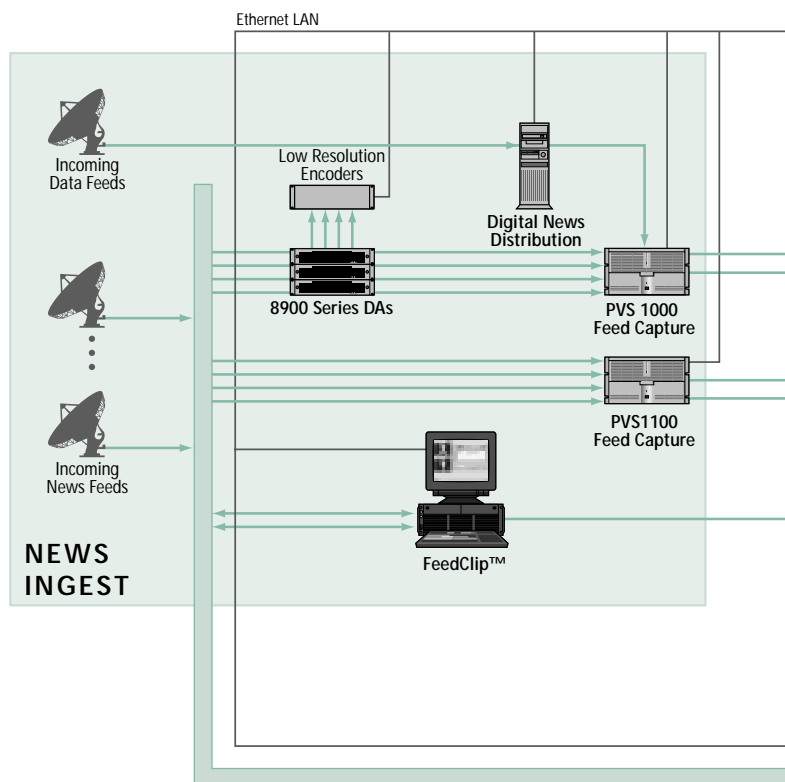 Ethernet LAN
Incoming
Data Feeds
Low Resolution
Encoders
Digital News
Distribution
8900 Series DAs
PVS 1000
Feed Capture
PVS1100
Feed Capture
Incoming
News Feeds
FeedClip™
NEWS
INGEST